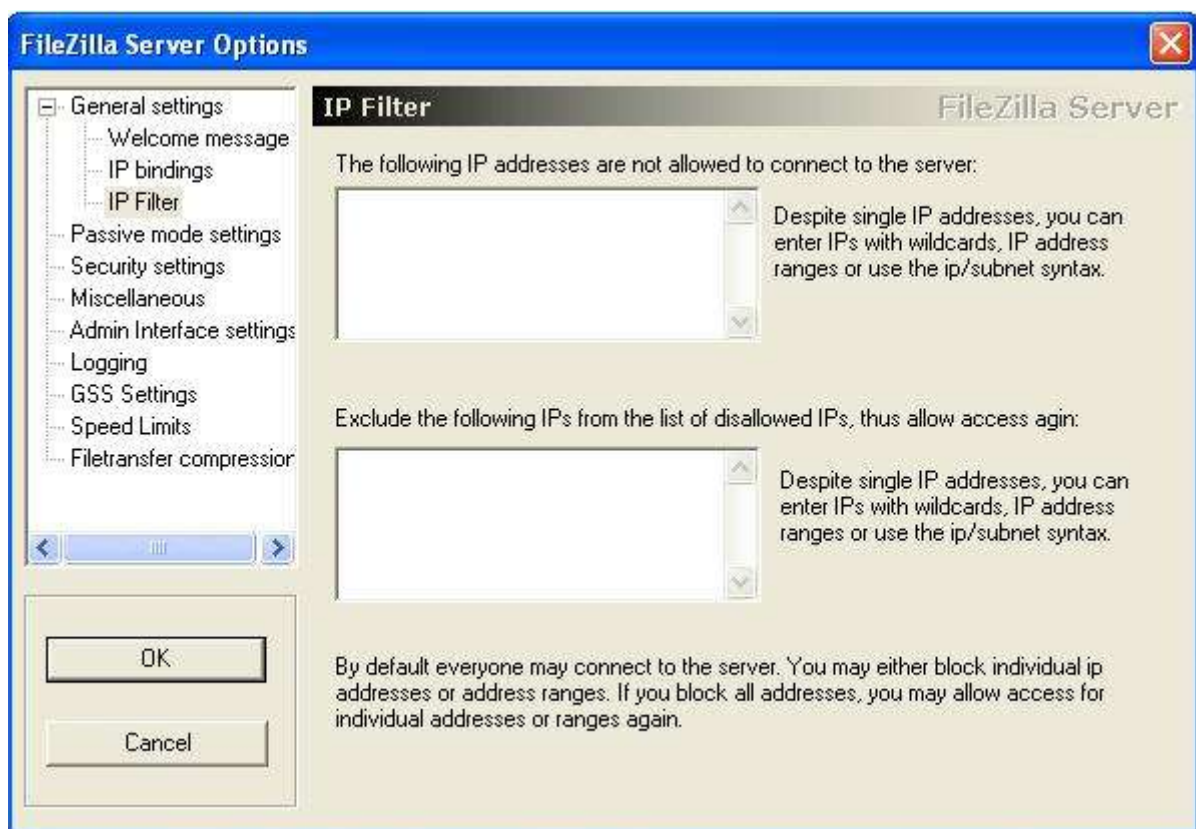 FileZilla Server Options
General settings
Welcome message
IP bindings
IP Filter
Passive mode settings
Security settings
Miscellaneous
Admin Interface settings
Logging
GSS Settings
Speed Limits
Filetransfer compression
OK
Cancel
IP Filter
FileZilla Server
The following IP addresses are not allowed to connect to the server:
Despite single IP addresses, you can
enter IPs with wildcards, IP address
ranges or use the ip/subnet syntax.
Exclude the following IPs from the list of disallowed IPs, thus allow access agin:
Despite single IP addresses, you can
enter IPs with wildcards, IP address
ranges or use the ip/subnet syntax.
By default everyone may connect to the server. You may either block individual ip
addresses or address ranges. If you block all addresses, you may allow access for
individual addresses or ranges again.